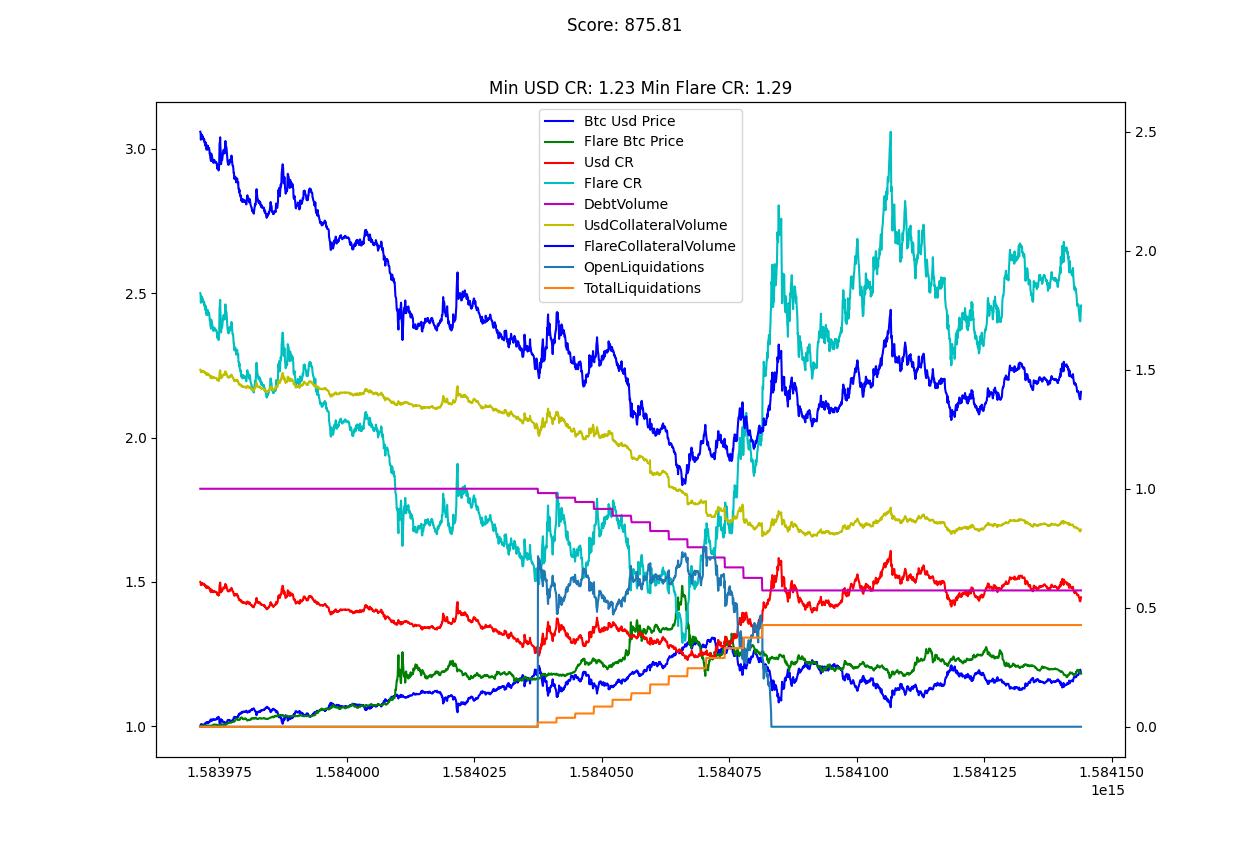 Score: 875.81
Min USD CR: 1.23 Min Flare CR: 1.29
Btc Usd Price
Flare Btc Price
Usd CR
Flare CR
DebtVolume
UsdCollateralVolume
FlareCollateralVolume
OpenLiquidations
TotalLiquidations
3.0
2.5
2.0
1.5
1.0
2.5
2.0
1.5
1.0
0.5
0.0
1.583975 1.584000 1.584025 1.584050 1.584075 1.584100 1.584125 1.584150
1e15